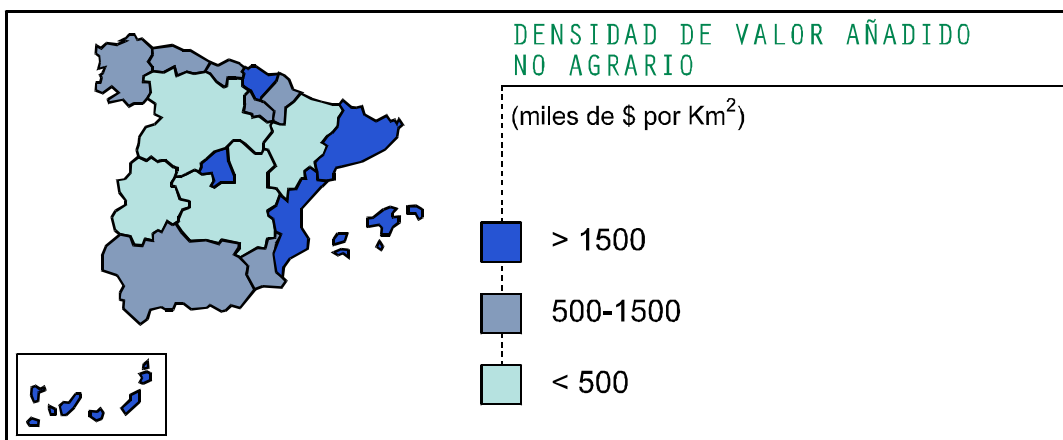 DENSIDAD DE VALOR AÑADIDO
NO AGRARIO
(miles de $ por Km²)
> 1500
500-1500
< 500